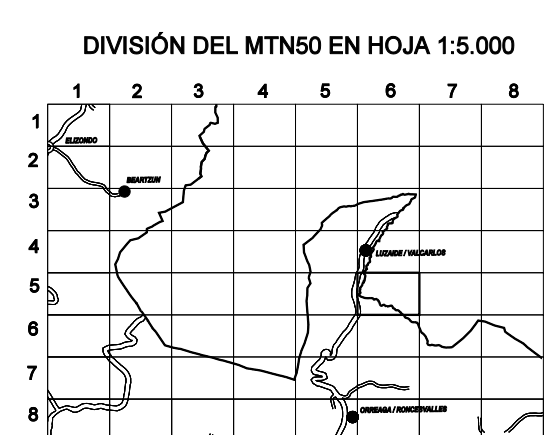 DIVISIÓN DEL MTN50 EN HOJA 1:5.000
1 2 3 4 5 6 7 8
1
ELIZONDO
2
BEARTZUN
3
4
LUZAIDE / VALCARLOS
5
6
7
8
ORREAGA / RONCESVALLES